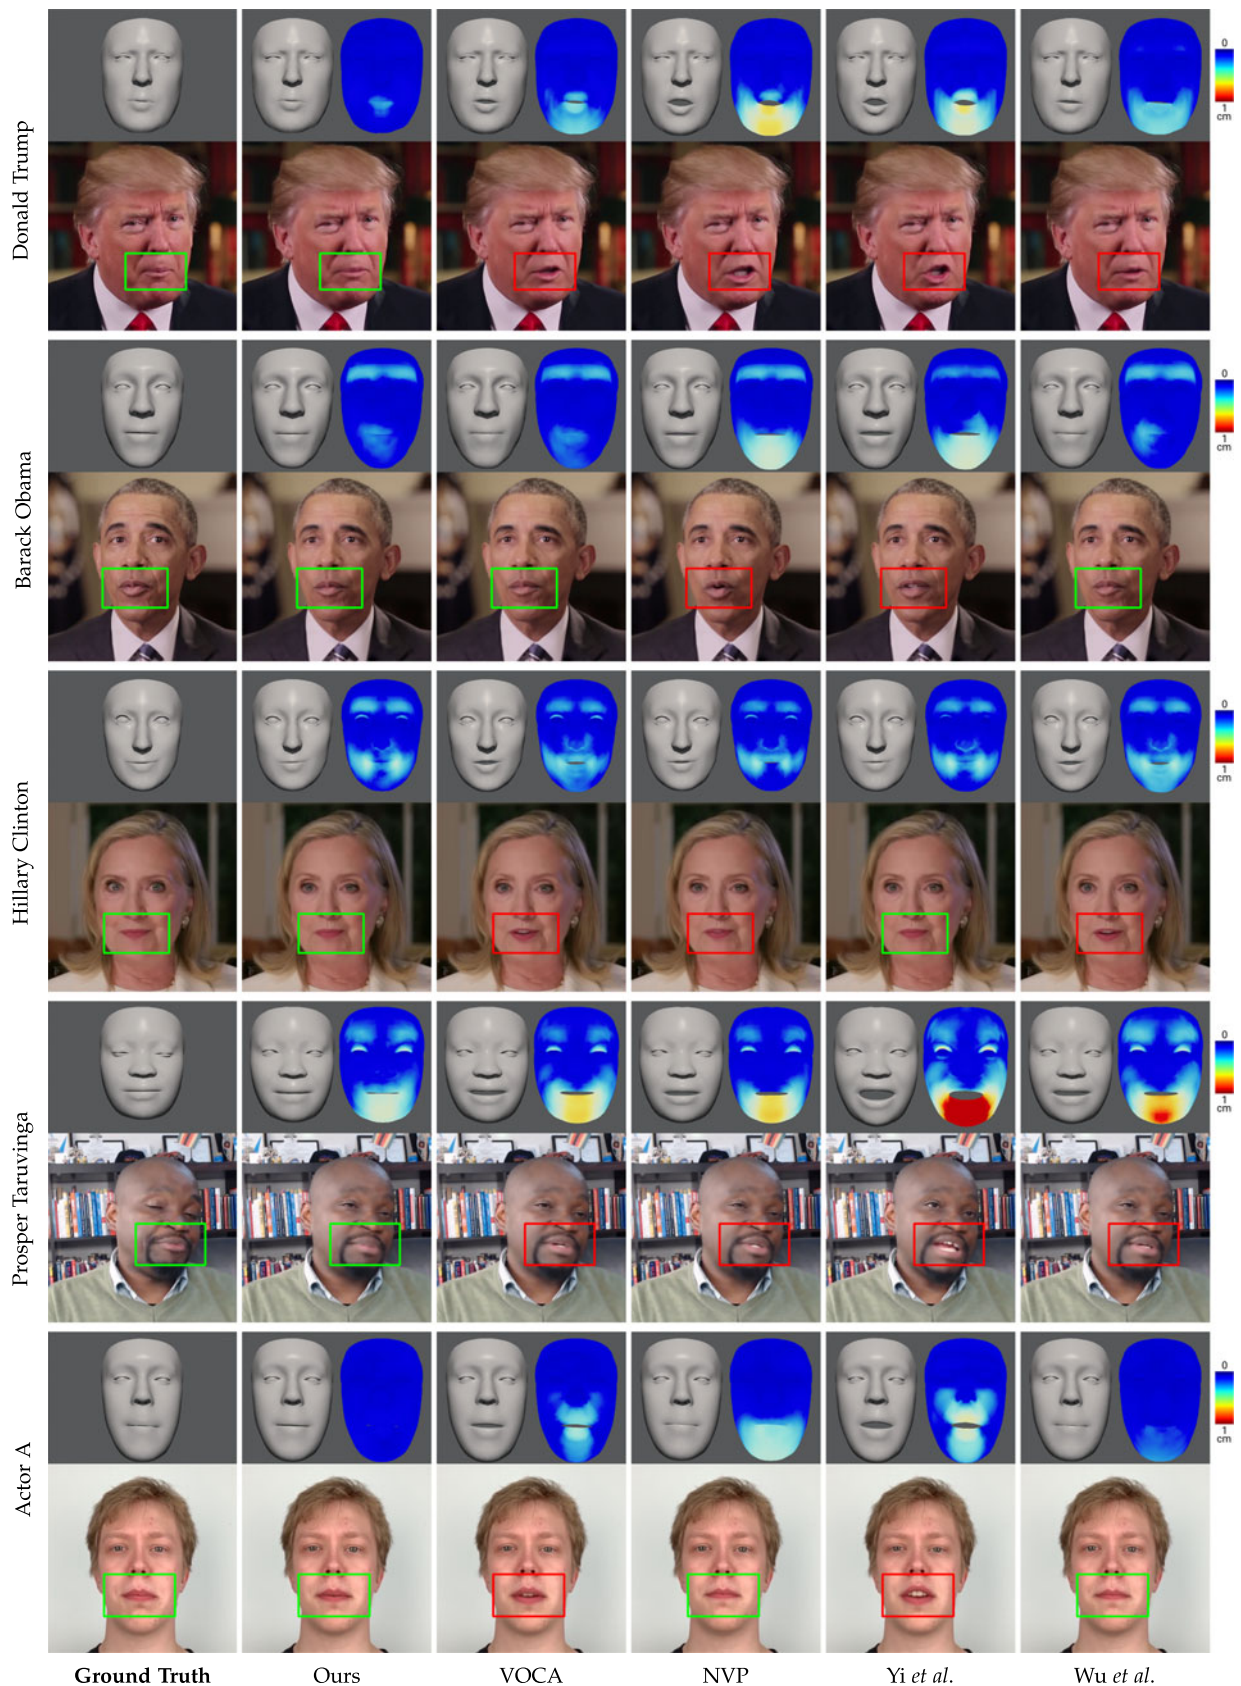 Donald Trump
0
1
cm
Barack Obama
0
1
cm
Hillary Clinton
0
1
cm
Prosper Taruvinga
0
1
cm
Actor A
0
1
cm
Ground Truth Ours VOCA NVP Yi et al. Wu et al.